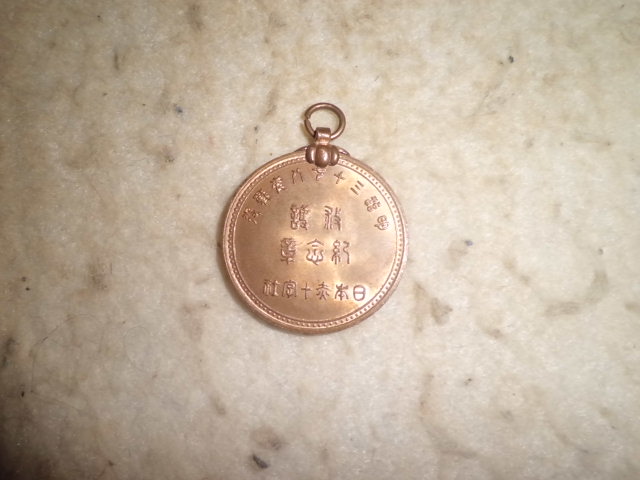 明治三十七八年戰役
救護
紀念章
日本赤十字社